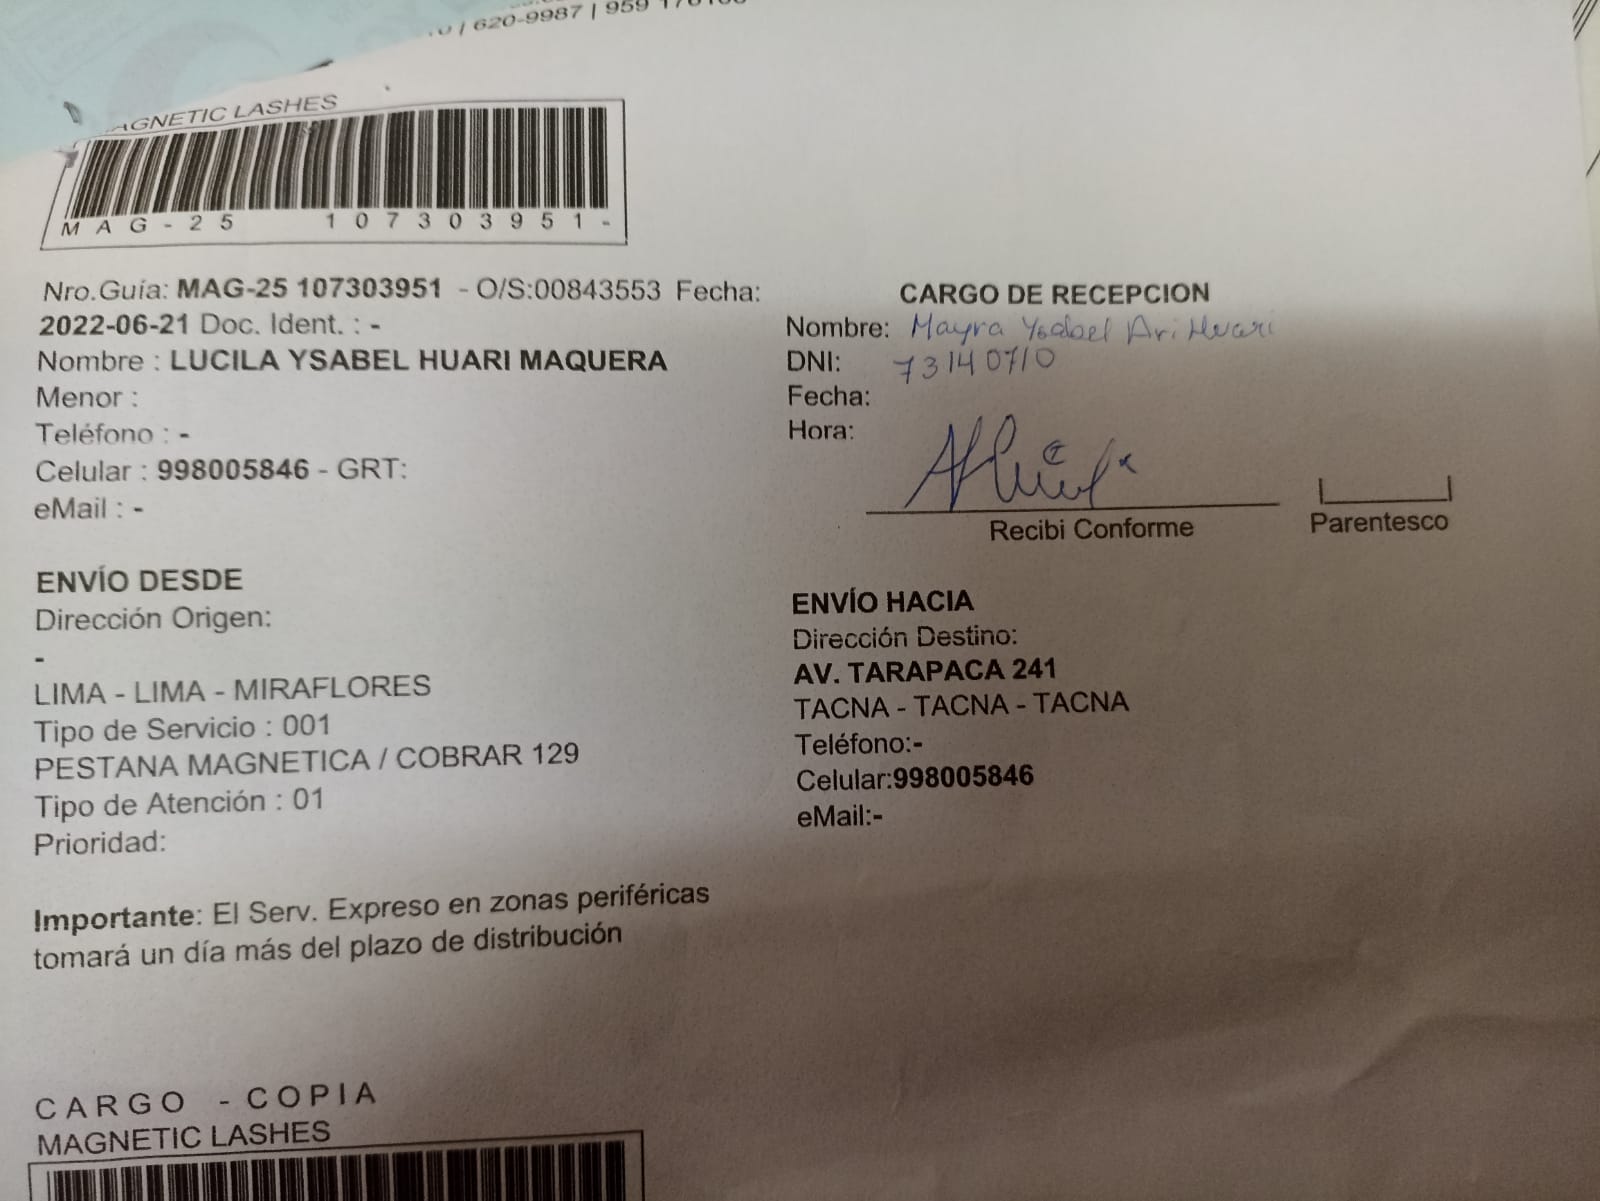 620-9987 | 959
AGNETIC LASHES
MAG-25 107303951-
Nro.Guía: MAG-25 107303951 - O/S:00843553 Fecha:
2022-06-21 Doc. Ident. : -
Nombre : LUCILA YSABEL HUARI MAQUERA
Menor :
Teléfono : -
Celular : 998005846 - GRT:
eMail : -
CARGO DE RECEPCION
Nombre: Mayra Ysabel Ari Huari
DNI: 73140710
Fecha:
Hora:
Recibi Conforme
Parentesco
ENVÍO DESDE
Dirección Origen:
-
LIMA - LIMA - MIRAFLORES
Tipo de Servicio : 001
PESTANA MAGNETICA / COBRAR 129
Tipo de Atención : 01
Prioridad:
ENVÍO HACIA
Dirección Destino:
AV. TARAPACA 241
TACNA - TACNA - TACNA
Teléfono:-
Celular:998005846
eMail:-
Importante: El Serv. Expreso en zonas periféricas
tomará un día más del plazo de distribución
CARGO - COPIA
MAGNETIC LASHES